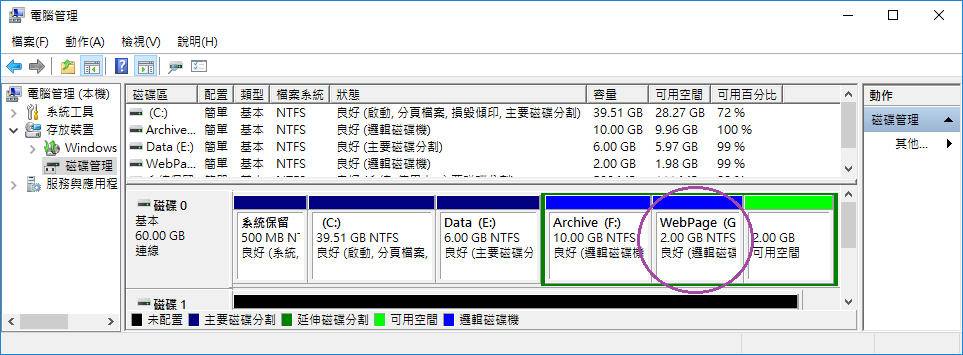 電腦管理
檔案(F) 動作(A) 檢視(V) 說明(H)
電腦管理 (本機)
系統工具
存放裝置
Windows
磁碟管理
服務與應用程
磁碟區 配置 類型 檔案系統 狀態 容量 可用空間 可用百分比
(C:) 簡單 基本 NTFS 良好 (啟動, 分頁檔案, 損毀傾印, 主要磁碟分割) 39.51 GB 28.27 GB 72 %
Archive... 簡單 基本 NTFS 良好 (邏輯磁碟機) 10.00 GB 9.96 GB 100 %
Data (E:) 簡單 基本 NTFS 良好 (主要磁碟分割) 6.00 GB 5.97 GB 99 %
WebPa... 簡單 基本 NTFS 良好 (邏輯磁碟機) 2.00 GB 1.98 GB 99 %
動作
磁碟管理
其他...
磁碟 0
基本
60.00 GB
連線
系統保留
500 MB NT
良好 (系統,
(C:)
39.51 GB NTFS
良好 (啟動, 分頁檔案,
Data (E:)
6.00 GB NTFS
良好 (主要磁碟分
Archive (F:)
10.00 GB NTFS
良好 (邏輯磁碟機
WebPage (G
2.00 GB NTFS
良好 (邏輯磁碟
2.00 GB
可用空間
磁碟 1
未配置 主要磁碟分割 延伸磁碟分割 可用空間 邏輯磁碟機